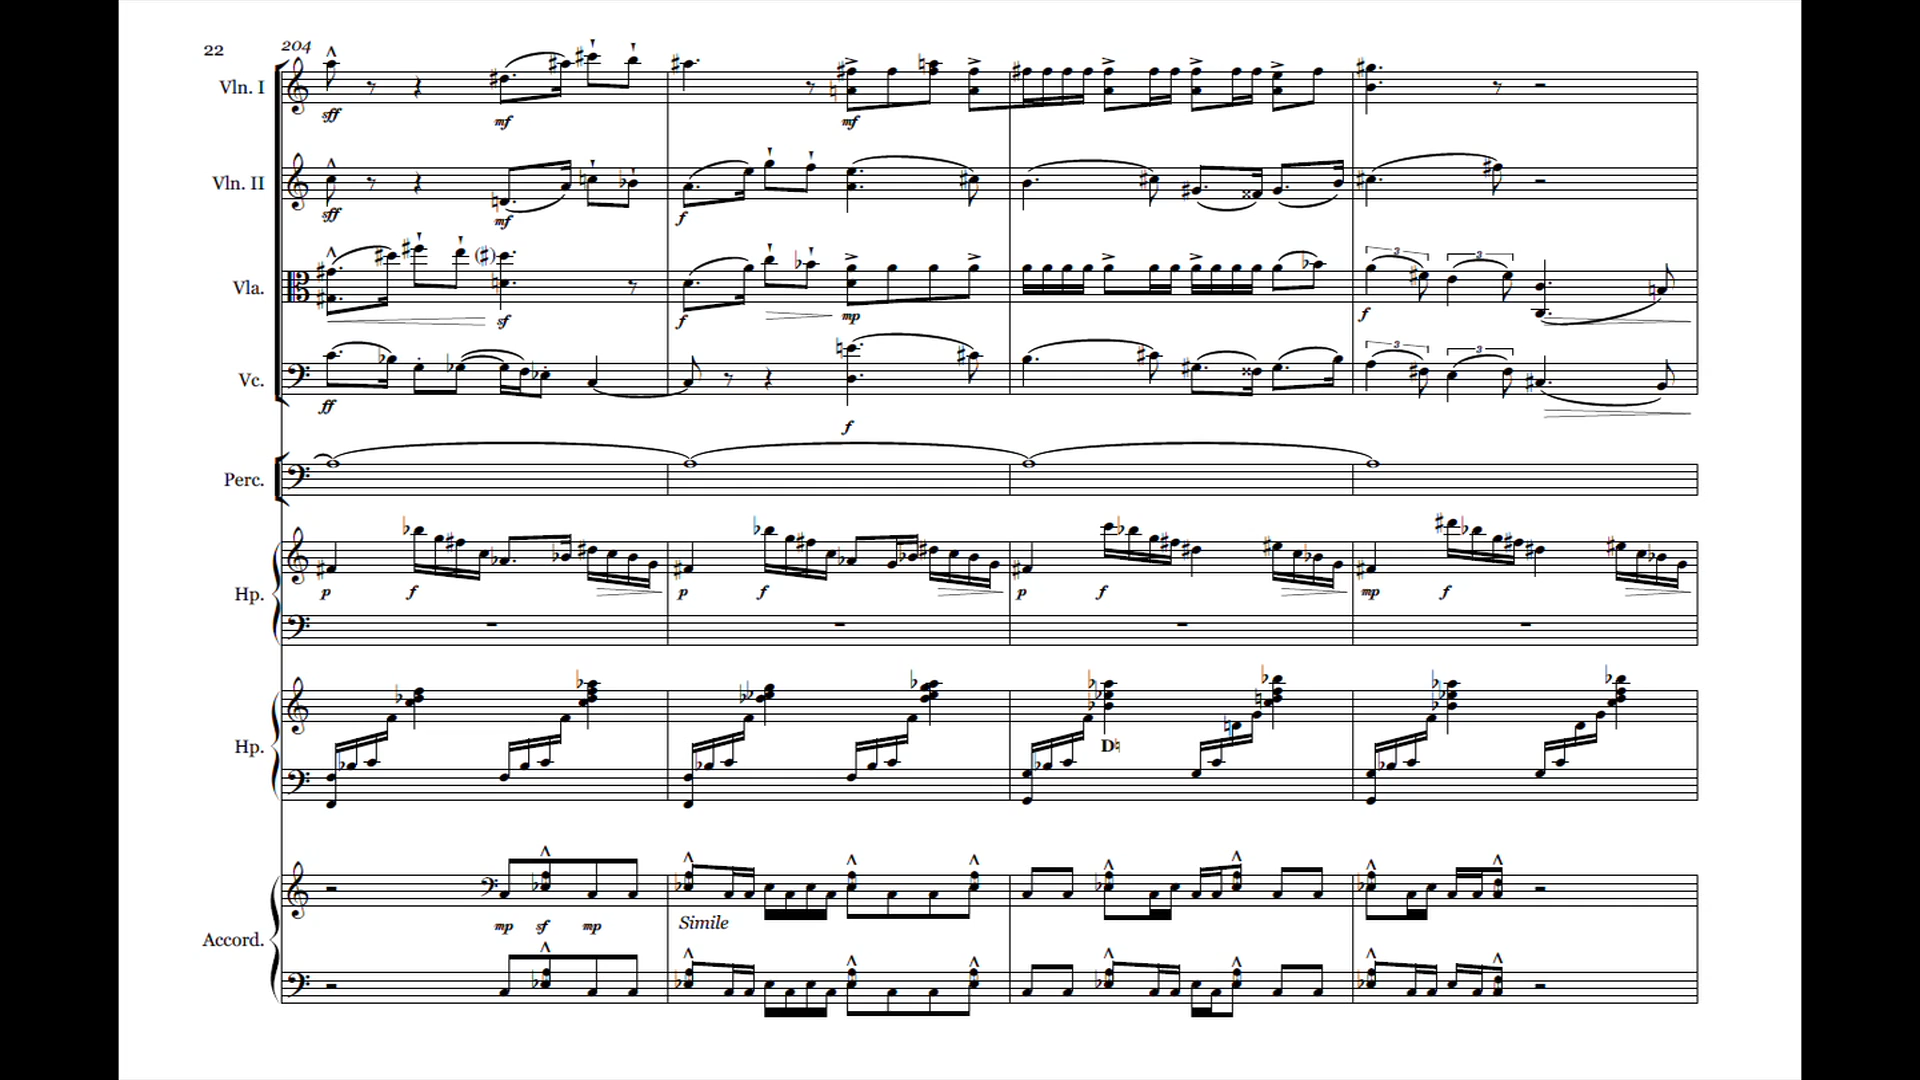 22 204
Vln. I
sff mf mf
Vln. II
sff mf f
Vla.
sf f mp 3 3 f
Vc.
ff f 3 3
Perc.
Hp.
p f p f p f mp f
Hp.
D♮
Accord.
mp sf mp Simile